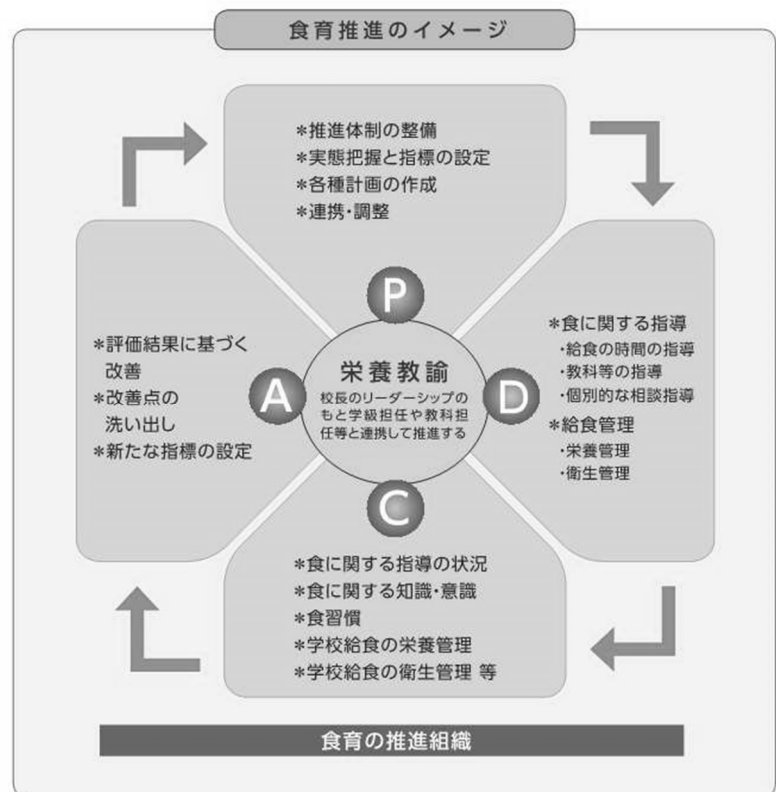 食育推進のイメージ
*推進体制の整備
*実態把握と指標の設定
*各種計画の作成
*連携・調整
P
*評価結果に基づく
改善
*改善点の
洗い出し
*新たな指標の設定
A
栄養教諭
校長のリーダーシップの
もと学級担任や教科担
任等と連携して推進する
D
*食に関する指導
・給食の時間の指導
・教科等の指導
・個別的な相談指導
*給食管理
・栄養管理
・衛生管理
C
*食に関する指導の状況
*食に関する知識・意識
*食習慣
*学校給食の栄養管理
*学校給食の衛生管理 等
食育の推進組織